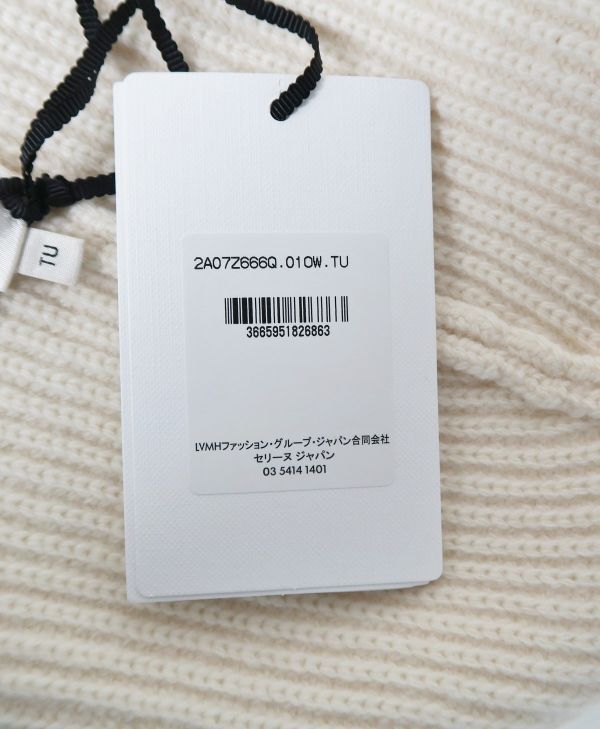 2A07Z666Q.01OW.TU
3665951826863
LVMHファッション・グループ・ジャパン合同会社
セリーヌ ジャパン
03 5414 1401
TU